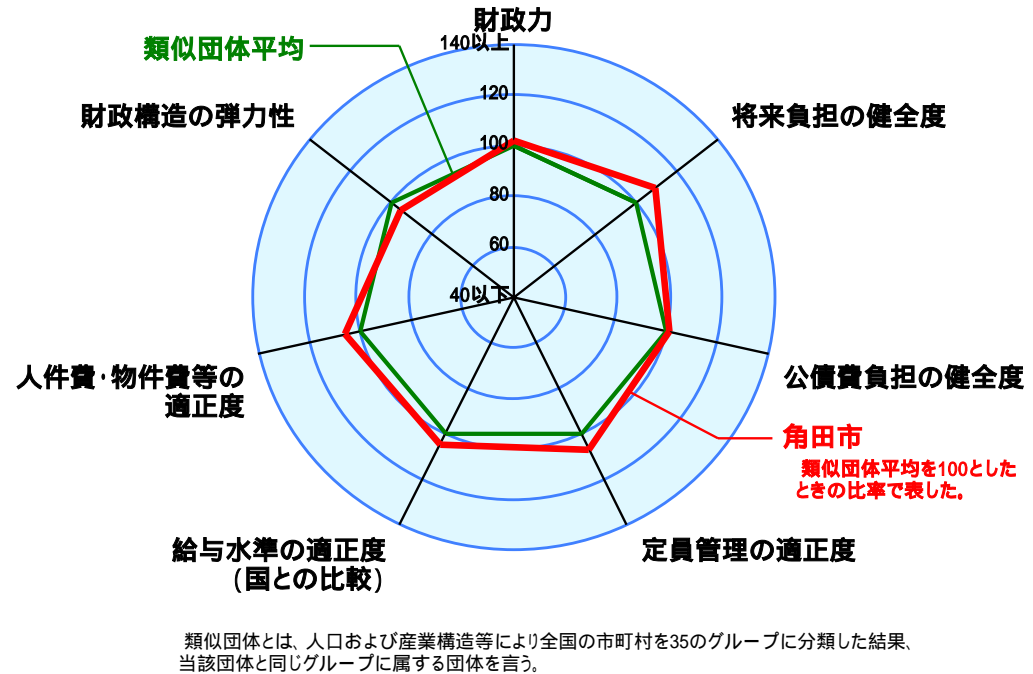 財政力
140以上
類似団体平均
120
財政構造の弾力性
将来負担の健全度
100
80
60
40以下
人件費・物件費等の
適正度
公債費負担の健全度
角田市
類似団体平均を100とした
ときの比率で表した。
給与水準の適正度
(国との比較)
定員管理の適正度
類似団体とは、人口および産業構造等により全国の市町村を35のグループに分類した結果、
当該団体と同じグループに属する団体を言う。